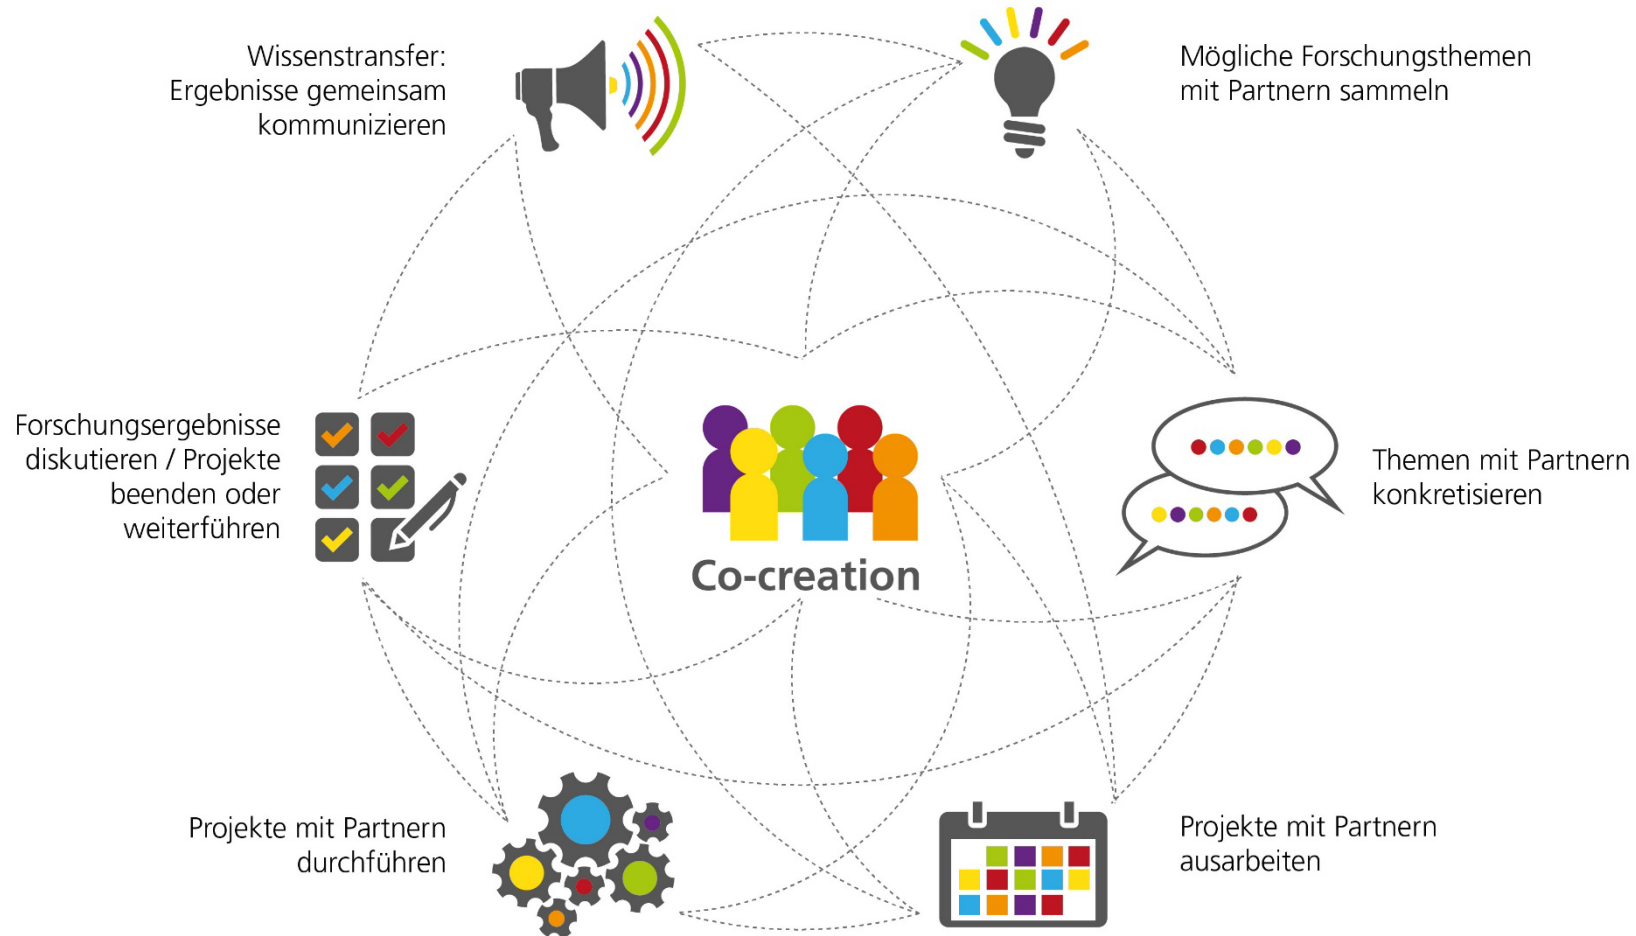 Wissenstransfer:
Ergebnisse gemeinsam
kommunizieren
Mögliche Forschungsthemen
mit Partnern sammeln
Forschungsergebnisse
diskutieren / Projekte
beenden oder
weiterführen
Co-creation
Themen mit Partnern
konkretisieren
Projekte mit Partnern
durchführen
Projekte mit Partnern
ausarbeiten